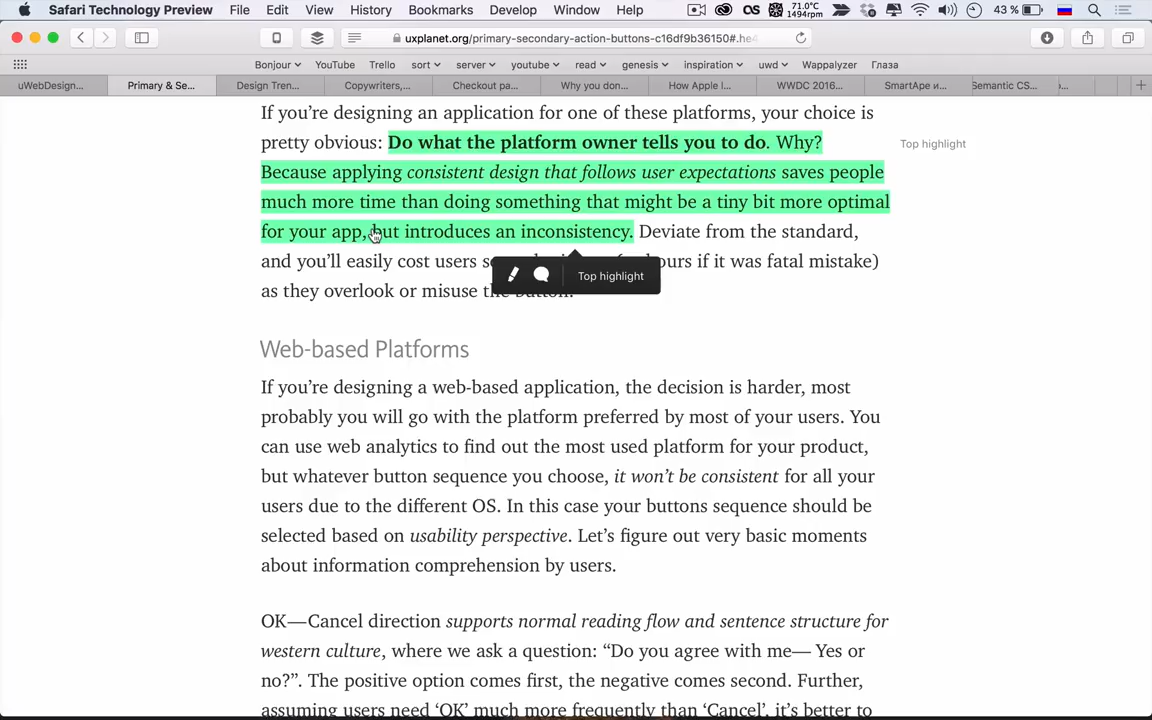 Safari Technology Preview File Edit View History Bookmarks Develop Window Help 71.0°C 1494rpm 43 %
uxplanet.org/primary-secondary-action-buttons-c16df9b36150#.he4
Bonjour YouTube Trello sort server youtube read genesis inspiration uwd Wappalyzer Глаза
uWebDesign... Primary & Se... Design Tren... Copywriters,... Checkout pa... Why you don... How Apple I... WWDC 2016... SmartApe и... Semantic CS...
If you’re designing an application for one of these platforms, your choice is
pretty obvious: Do what the platform owner tells you to do. Why?
Top highlight
Because applying consistent design that follows user expectations saves people
much more time than doing something that might be a tiny bit more optimal
for your app, but introduces an inconsistency. Deviate from the standard,
and you’ll easily cost users hours if it was fatal mistake)
Top highlight
as they overlook or misuse the button.
Web-based Platforms
If you’re designing a web-based application, the decision is harder, most
probably you will go with the platform preferred by most of your users. You
can use web analytics to find out the most used platform for your product,
but whatever button sequence you choose, it won’t be consistent for all your
users due to the different OS. In this case your buttons sequence should be
selected based on usability perspective. Let’s figure out very basic moments
about information comprehension by users.
OK—Cancel direction supports normal reading flow and sentence structure for
western culture, where we ask a question: “Do you agree with me— Yes or
no?”. The positive option comes first, the negative comes second. Further,
assuming users need ‘OK’ much more frequently than ‘Cancel’, it’s better to